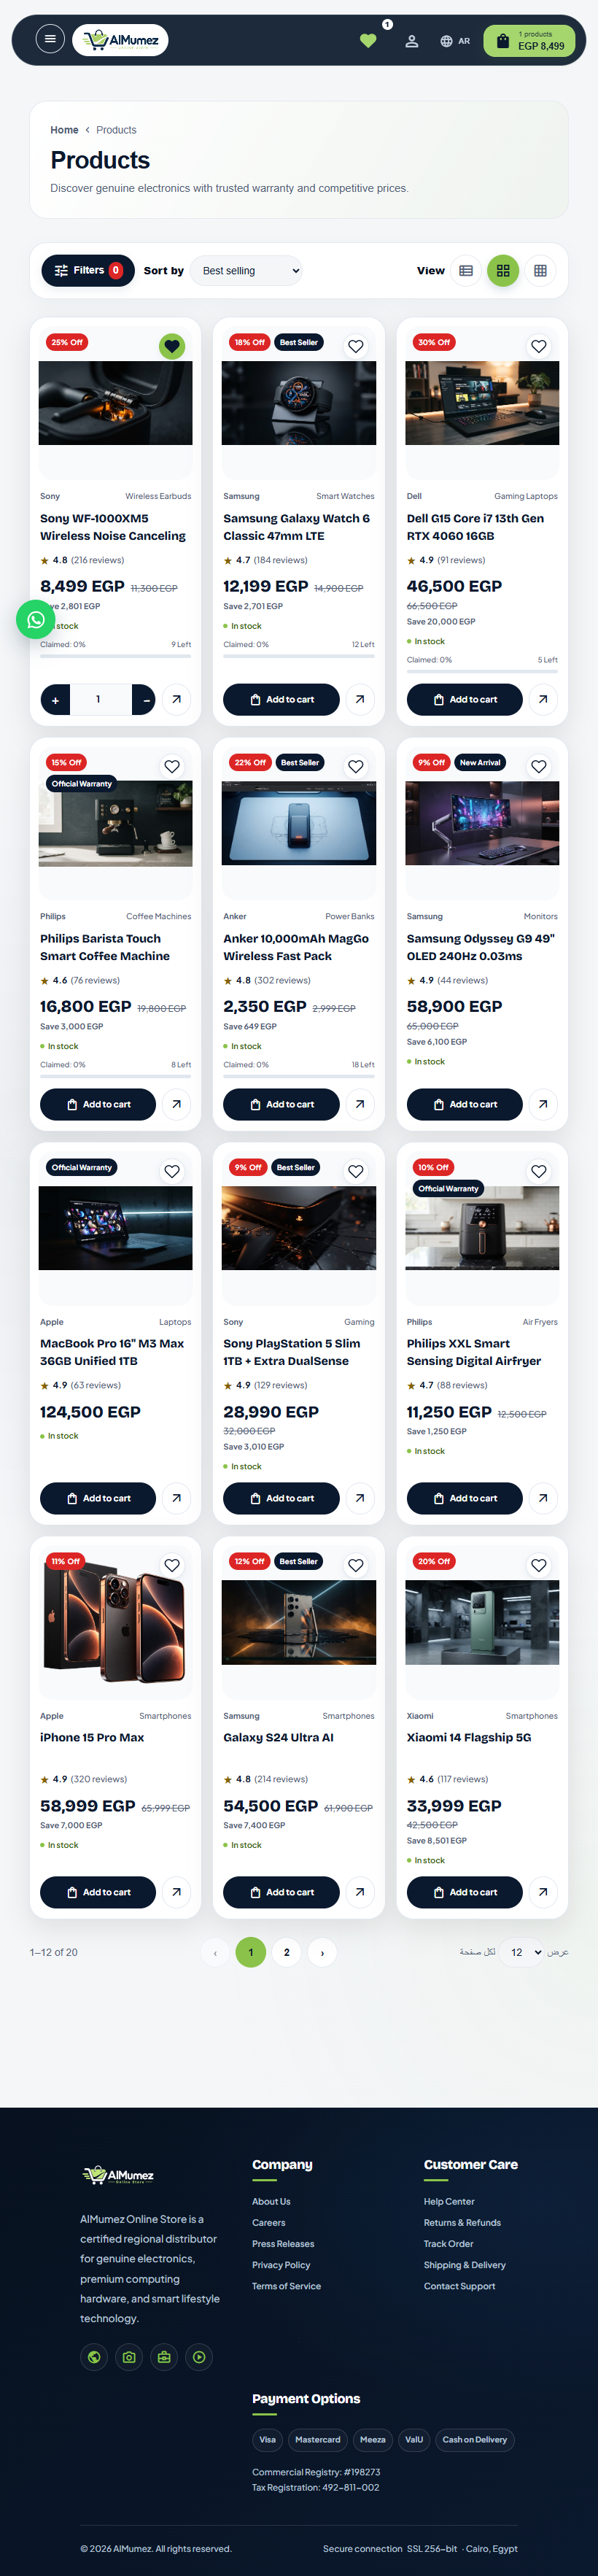 AlMumez
Online Store
1
AR
1 products
EGP 8,499
Home ‹ Products
Products
Discover genuine electronics with trusted warranty and competitive prices.
Filters 0
Sort by
Best selling
View
25% Off
Sony
Wireless Earbuds
Sony WF-1000XM5
Wireless Noise Canceling
★ 4.8 (216 reviews)
8,499 EGP 11,300 EGP
ve 2,801 EGP
stock
Claimed: 0%
9 Left
+ 1 −
18% Off
Best Seller
Samsung
Smart Watches
Samsung Galaxy Watch 6
Classic 47mm LTE
★ 4.7 (184 reviews)
12,199 EGP 14,900 EGP
Save 2,701 EGP
In stock
Claimed: 0%
12 Left
Add to cart
30% Off
Dell
Gaming Laptops
Dell G15 Core i7 13th Gen
RTX 4060 16GB
★ 4.9 (91 reviews)
46,500 EGP
66,500 EGP
Save 20,000 EGP
In stock
Claimed: 0%
5 Left
Add to cart
15% Off
Official Warranty
Philips
Coffee Machines
Philips Barista Touch
Smart Coffee Machine
★ 4.6 (76 reviews)
16,800 EGP 19,800 EGP
Save 3,000 EGP
In stock
Claimed: 0%
8 Left
Add to cart
22% Off
Best Seller
Anker
Power Banks
Anker 10,000mAh MagGo
Wireless Fast Pack
★ 4.8 (302 reviews)
2,350 EGP 2,999 EGP
Save 649 EGP
In stock
Claimed: 0%
18 Left
Add to cart
9% Off
New Arrival
Samsung
Monitors
Samsung Odyssey G9 49"
OLED 240Hz 0.03ms
★ 4.9 (44 reviews)
58,900 EGP
65,000 EGP
Save 6,100 EGP
In stock
Add to cart
Official Warranty
Apple
Laptops
MacBook Pro 16" M3 Max
36GB Unified 1TB
★ 4.9 (63 reviews)
124,500 EGP
In stock
Add to cart
9% Off
Best Seller
Sony
Gaming
Sony PlayStation 5 Slim
1TB + Extra DualSense
★ 4.9 (129 reviews)
28,990 EGP
32,000 EGP
Save 3,010 EGP
In stock
Add to cart
10% Off
Official Warranty
Philips
Air Fryers
Philips XXL Smart
Sensing Digital Airfryer
★ 4.7 (88 reviews)
11,250 EGP 12,500 EGP
Save 1,250 EGP
In stock
Add to cart
11% Off
Apple
Smartphones
iPhone 15 Pro Max
★ 4.9 (320 reviews)
58,999 EGP 65,999 EGP
Save 7,000 EGP
In stock
Add to cart
12% Off
Best Seller
Samsung
Smartphones
Galaxy S24 Ultra AI
★ 4.8 (214 reviews)
54,500 EGP 61,900 EGP
Save 7,400 EGP
In stock
Add to cart
20% Off
Xiaomi
Smartphones
Xiaomi 14 Flagship 5G
★ 4.6 (117 reviews)
33,999 EGP
42,500 EGP
Save 8,501 EGP
In stock
Add to cart
1–12 of 20
‹ 1 2 ›
عرض 12 لكل صفحة
AlMumez
Online Store
AlMumez Online Store is a
certified regional distributor
for genuine electronics,
premium computing
hardware, and smart lifestyle
technology.
Company
About Us
Careers
Press Releases
Privacy Policy
Terms of Service
Customer Care
Help Center
Returns & Refunds
Track Order
Shipping & Delivery
Contact Support
Payment Options
Visa
Mastercard
Meeza
ValU
Cash on Delivery
Commercial Registry: #198273
Tax Registration: 492-811-002
© 2026 AlMumez. All rights reserved.
Secure connection SSL 256-bit · Cairo, Egypt